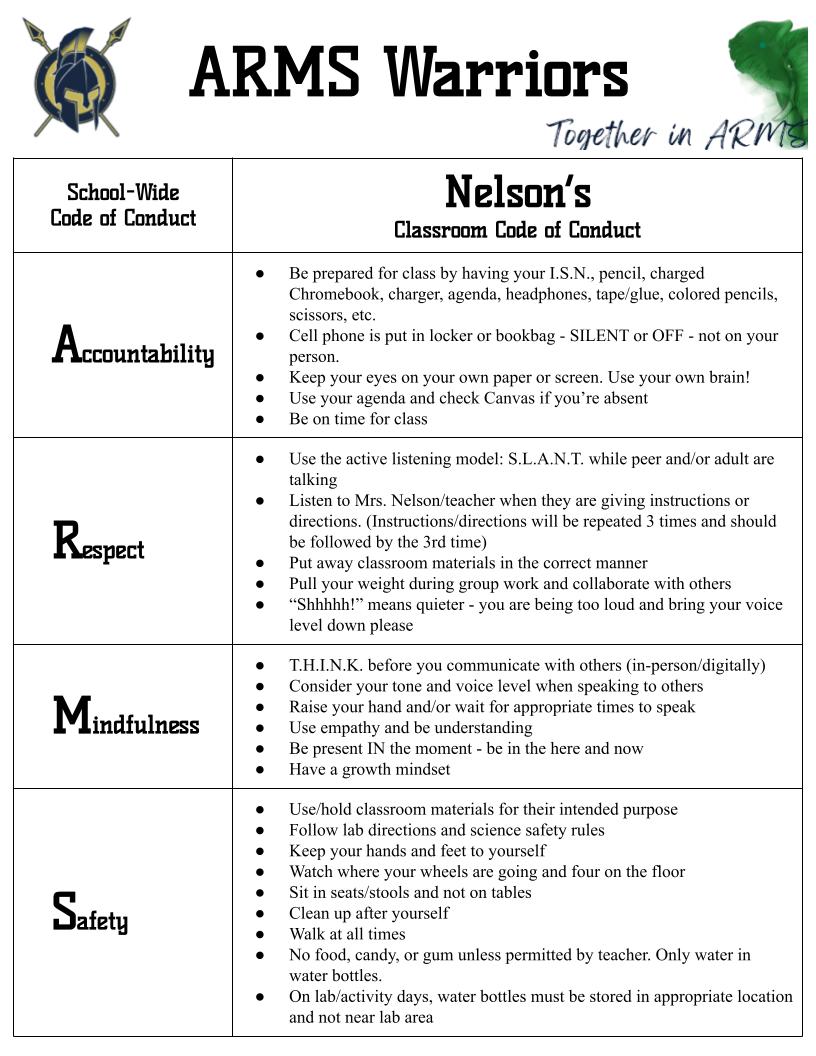 ARMS Warriors
Together in ARMS
School-Wide
Code of Conduct
Nelson’s
Classroom Code of Conduct
Accountability
● Be prepared for class by having your I.S.N., pencil, charged
Chromebook, charger, agenda, headphones, tape/glue, colored pencils,
scissors, etc.
● Cell phone is put in locker or bookbag - SILENT or OFF - not on your
person.
● Keep your eyes on your own paper or screen. Use your own brain!
● Use your agenda and check Canvas if you’re absent
● Be on time for class
Respect
● Use the active listening model: S.L.A.N.T. while peer and/or adult are
talking
● Listen to Mrs. Nelson/teacher when they are giving instructions or
directions. (Instructions/directions will be repeated 3 times and should
be followed by the 3rd time)
● Put away classroom materials in the correct manner
● Pull your weight during group work and collaborate with others
● “Shhhhh!” means quieter - you are being too loud and bring your voice
level down please
Mindfulness
● T.H.I.N.K. before you communicate with others (in-person/digitally)
● Consider your tone and voice level when speaking to others
● Raise your hand and/or wait for appropriate times to speak
● Use empathy and be understanding
● Be present IN the moment - be in the here and now
● Have a growth mindset
Safety
● Use/hold classroom materials for their intended purpose
● Follow lab directions and science safety rules
● Keep your hands and feet to yourself
● Watch where your wheels are going and four on the floor
● Sit in seats/stools and not on tables
● Clean up after yourself
● Walk at all times
● No food, candy, or gum unless permitted by teacher. Only water in
water bottles.
● On lab/activity days, water bottles must be stored in appropriate location
and not near lab area